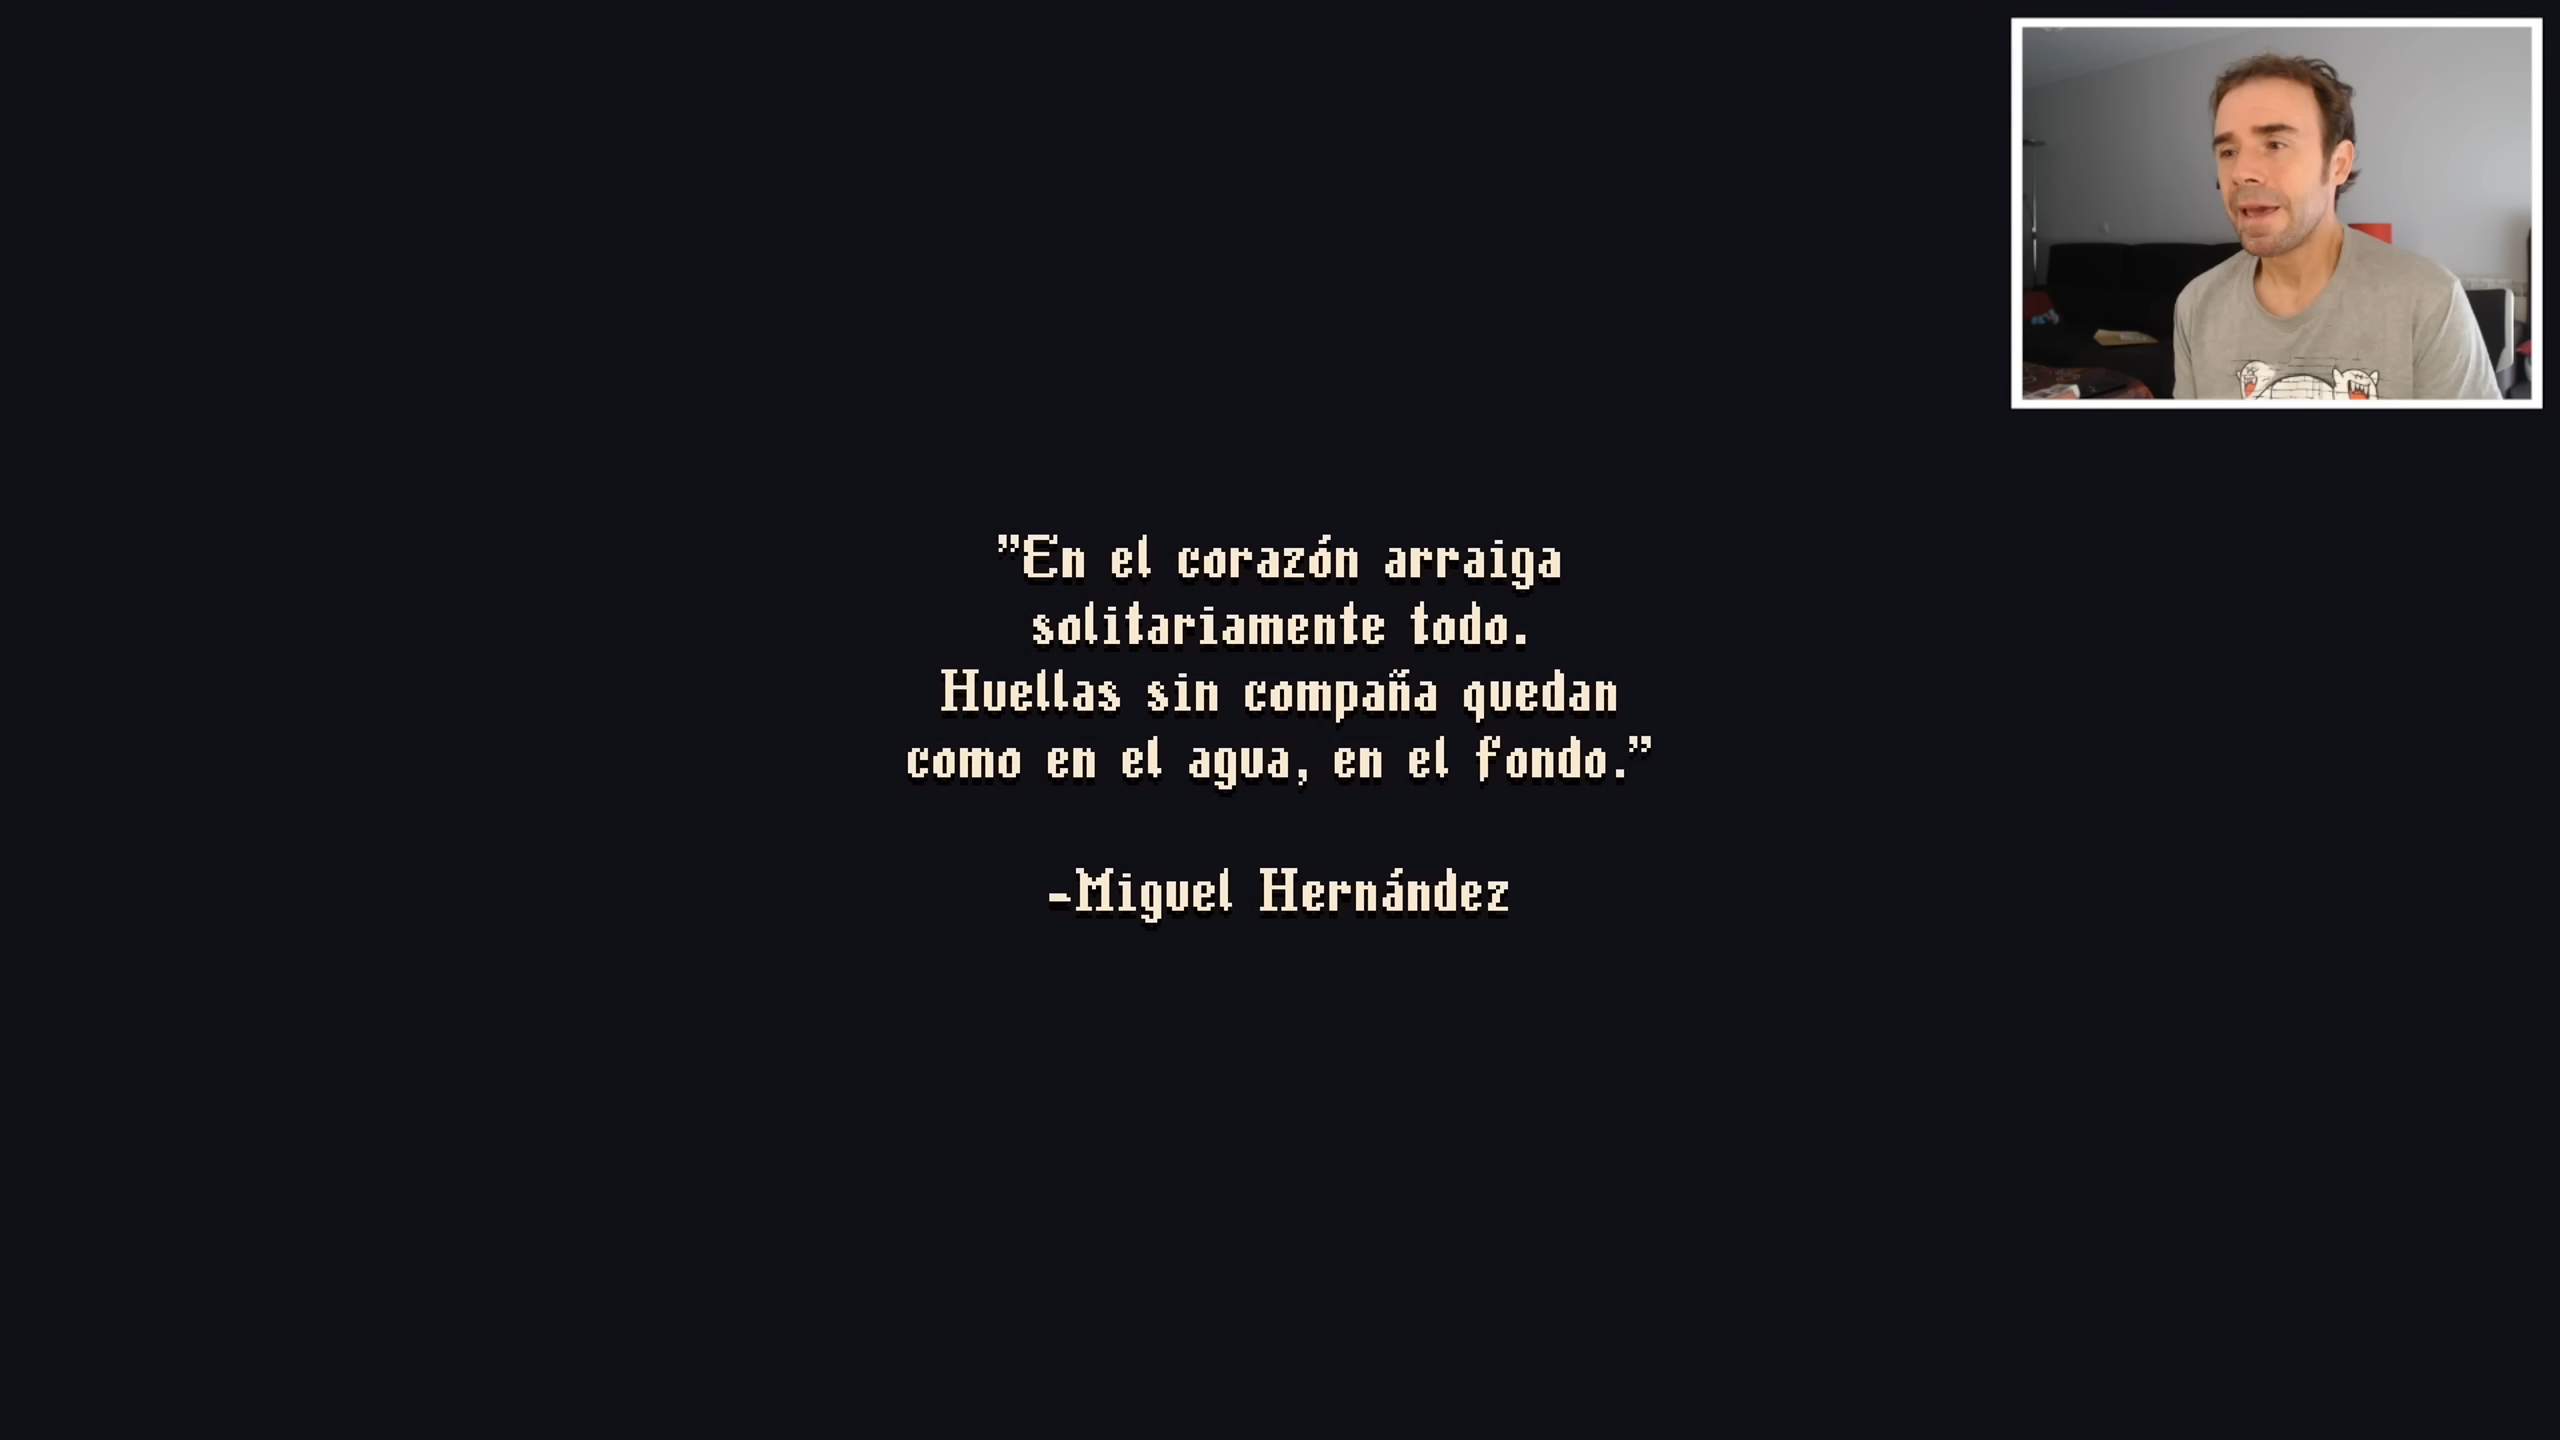 "En el corazón arraiga
solitariamente todo.
Huellas sin compaña quedan
como en el agua, en el fondo."
-Miguel Hernández